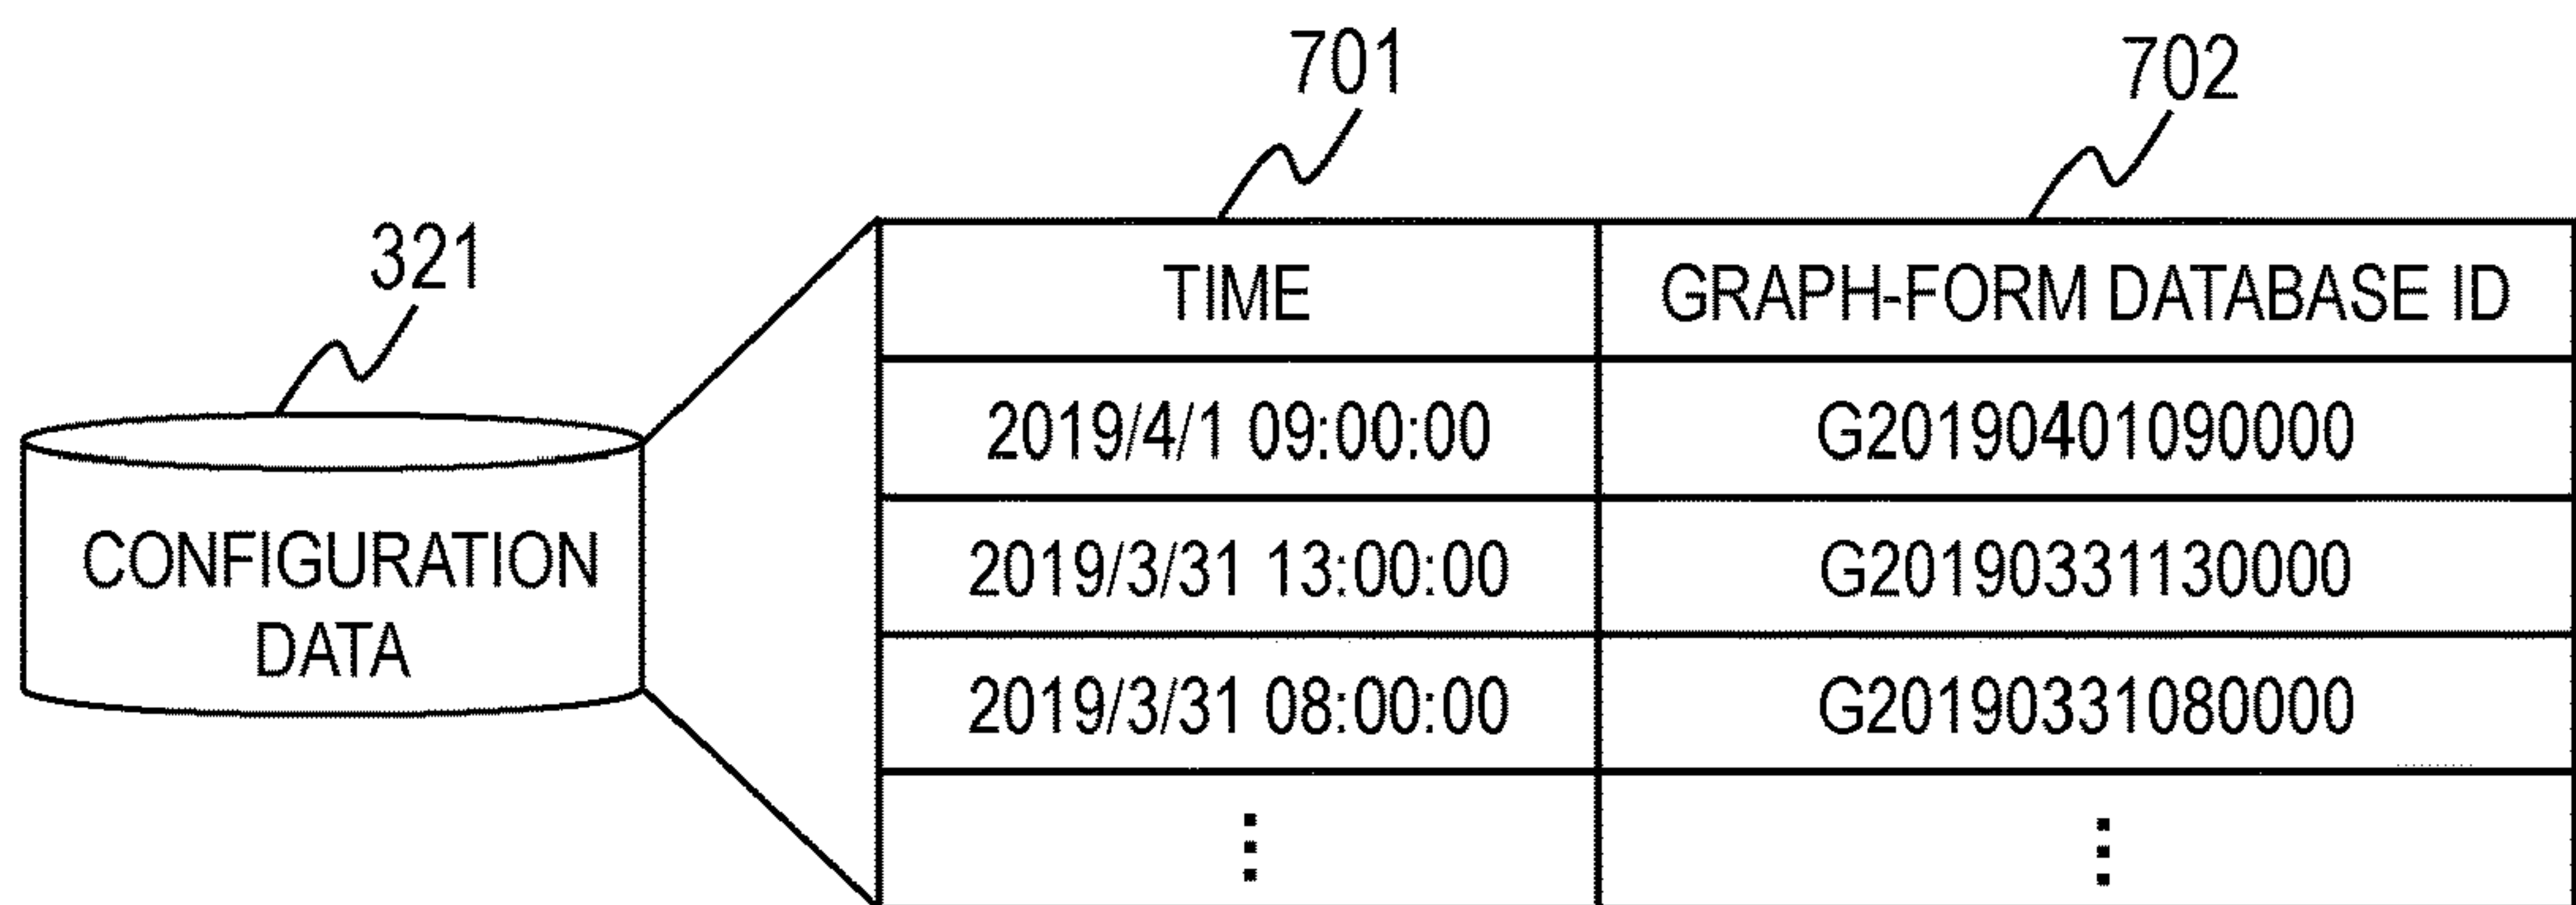 701
702
321
TIME
GRAPH-FORM DATABASE ID
2019/4/1 09:00:00
G20190401090000
CONFIGURATION
DATA
2019/3/31 13:00:00
G20190331130000
2019/3/31 08:00:00
G20190331080000
⋮
⋮